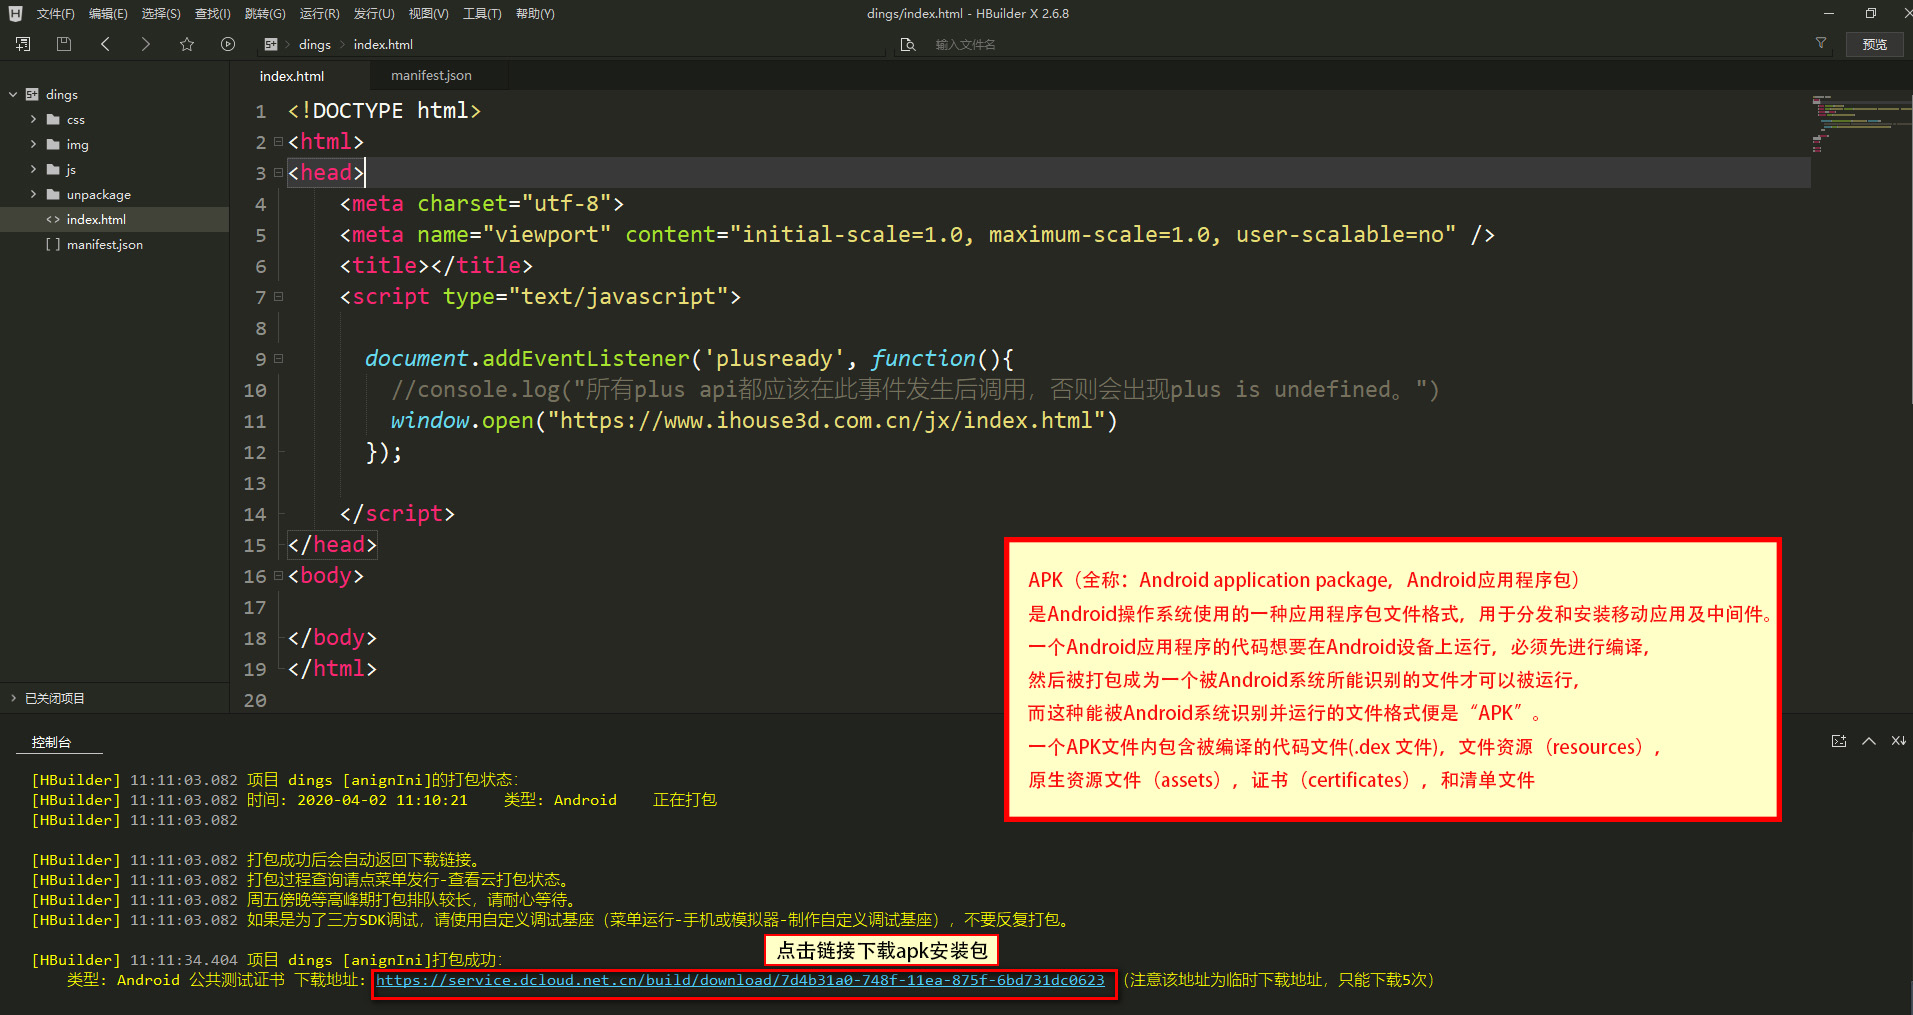 文件(F) 编辑(E) 选择(S) 查找(I) 跳转(G) 运行(R) 发行(U) 视图(V) 工具(T) 帮助(Y)
dings/index.html - HBuilder X 2.6.8
dings index.html
输入文件名
预览
dings
css
img
js
unpackage
index.html
manifest.json
已关闭项目
index.html manifest.json
1 <!DOCTYPE html>
2 <html>
3 <head>
4 <meta charset="utf-8">
5 <meta name="viewport" content="initial-scale=1.0, maximum-scale=1.0, user-scalable=no" />
6 <title></title>
7 <script type="text/javascript">
8
9 document.addEventListener('plusready', function(){
10 //console.log("所有plus api都应该在此事件发生后调用，否则会出现plus is undefined。")
11 window.open("https://www.ihouse3d.com.cn/jx/index.html")
12 });
13
14 </script>
15 </head>
16 <body>
17
18 </body>
19 </html>
20
APK（全称：Android application package，Android应用程序包）
是Android操作系统使用的一种应用程序包文件格式，用于分发和安装移动应用及中间件。
一个Android应用程序的代码想要在Android设备上运行，必须先进行编译，
然后被打包成为一个被Android系统所能识别的文件才可以被运行，
而这种能被Android系统识别并运行的文件格式便是“APK”。
一个APK文件内包含被编译的代码文件(.dex 文件)，文件资源（resources），
原生资源文件（assets），证书（certificates），和清单文件
控制台
[HBuilder] 11:11:03.082 项目 dings [anignIni]的打包状态：
[HBuilder] 11:11:03.082 时间: 2020-04-02 11:10:21 类型: Android 正在打包
[HBuilder] 11:11:03.082
[HBuilder] 11:11:03.082 打包成功后会自动返回下载链接。
[HBuilder] 11:11:03.082 打包过程查询请点菜单发行-查看云打包状态。
[HBuilder] 11:11:03.082 周五傍晚等高峰期打包排队较长，请耐心等待。
[HBuilder] 11:11:03.082 如果是为了三方SDK调试，请使用自定义调试基座（菜单运行-手机或模拟器-制作自定义调试基座），不要反复打包。
点击链接下载apk安装包
[HBuilder] 11:11:34.404 项目 dings [anignIni]打包成功：
类型: Android 公共测试证书 下载地址: https://service.dcloud.net.cn/build/download/7d4b31a0-748f-11ea-875f-6bd731dc0623 （注意该地址为临时下载地址，只能下载5次）